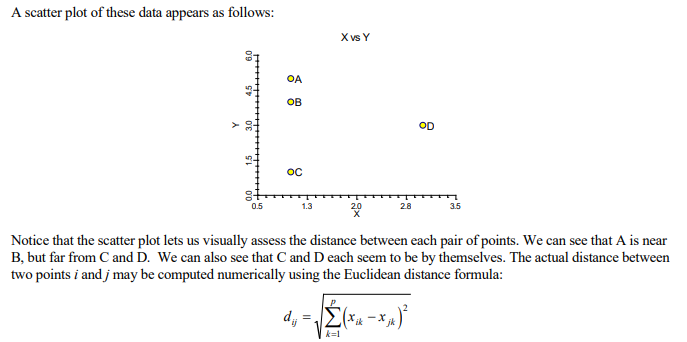 A scatter plot of these data appears as follows:
X vs Y
6.0
A
4.5
B
Y
3.0
D
1.5
C
0.0
0.5 1.3 2.0 2.8 3.5
X
Notice that the scatter plot lets us visually assess the distance between each pair of points. We can see that A is near
B, but far from C and D.  We can also see that C and D each seem to be by themselves. The actual distance between
two points i and j may be computed numerically using the Euclidean distance formula:
d_{ij} = \sqrt{\sum_{k=1}^{p} (x_{ik} - x_{jk})^2}